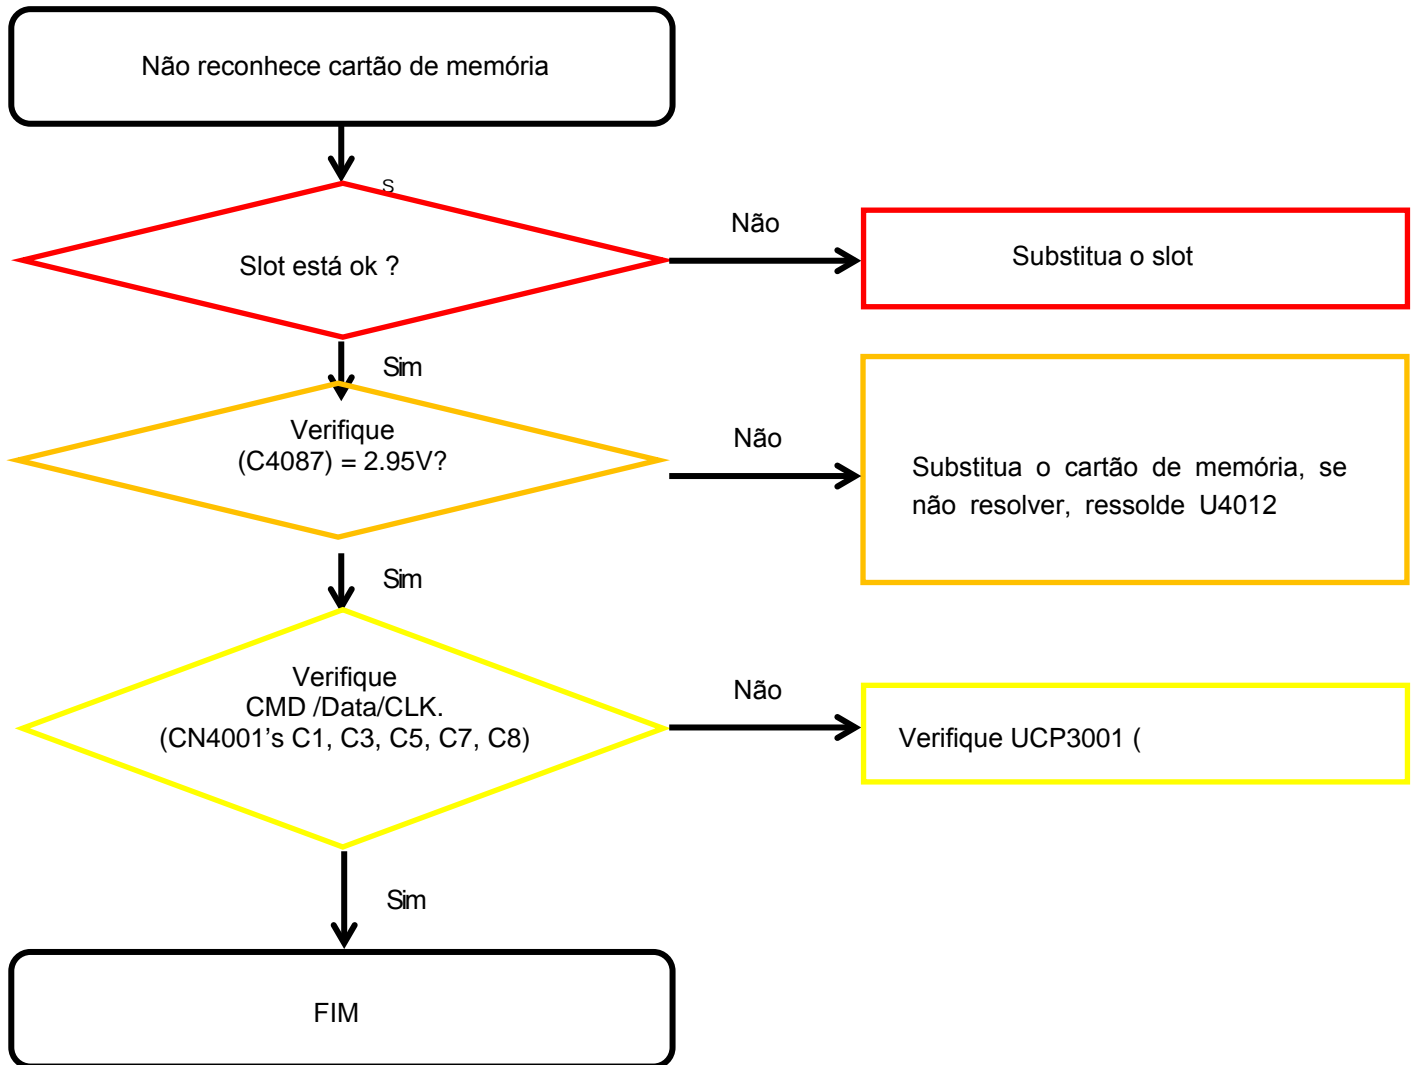 Não reconhece cartão de memória
S
Slot está ok ?
Não
Substitua o slot
Sim
Verifique
(C4087) = 2.95V?
Não
Substitua o cartão de memória, se
não resolver, ressolde U4012
Sim
Verifique
CMD /Data/CLK.
(CN4001’s C1, C3, C5, C7, C8)
Não
Verifique UCP3001 (
Sim
FIM